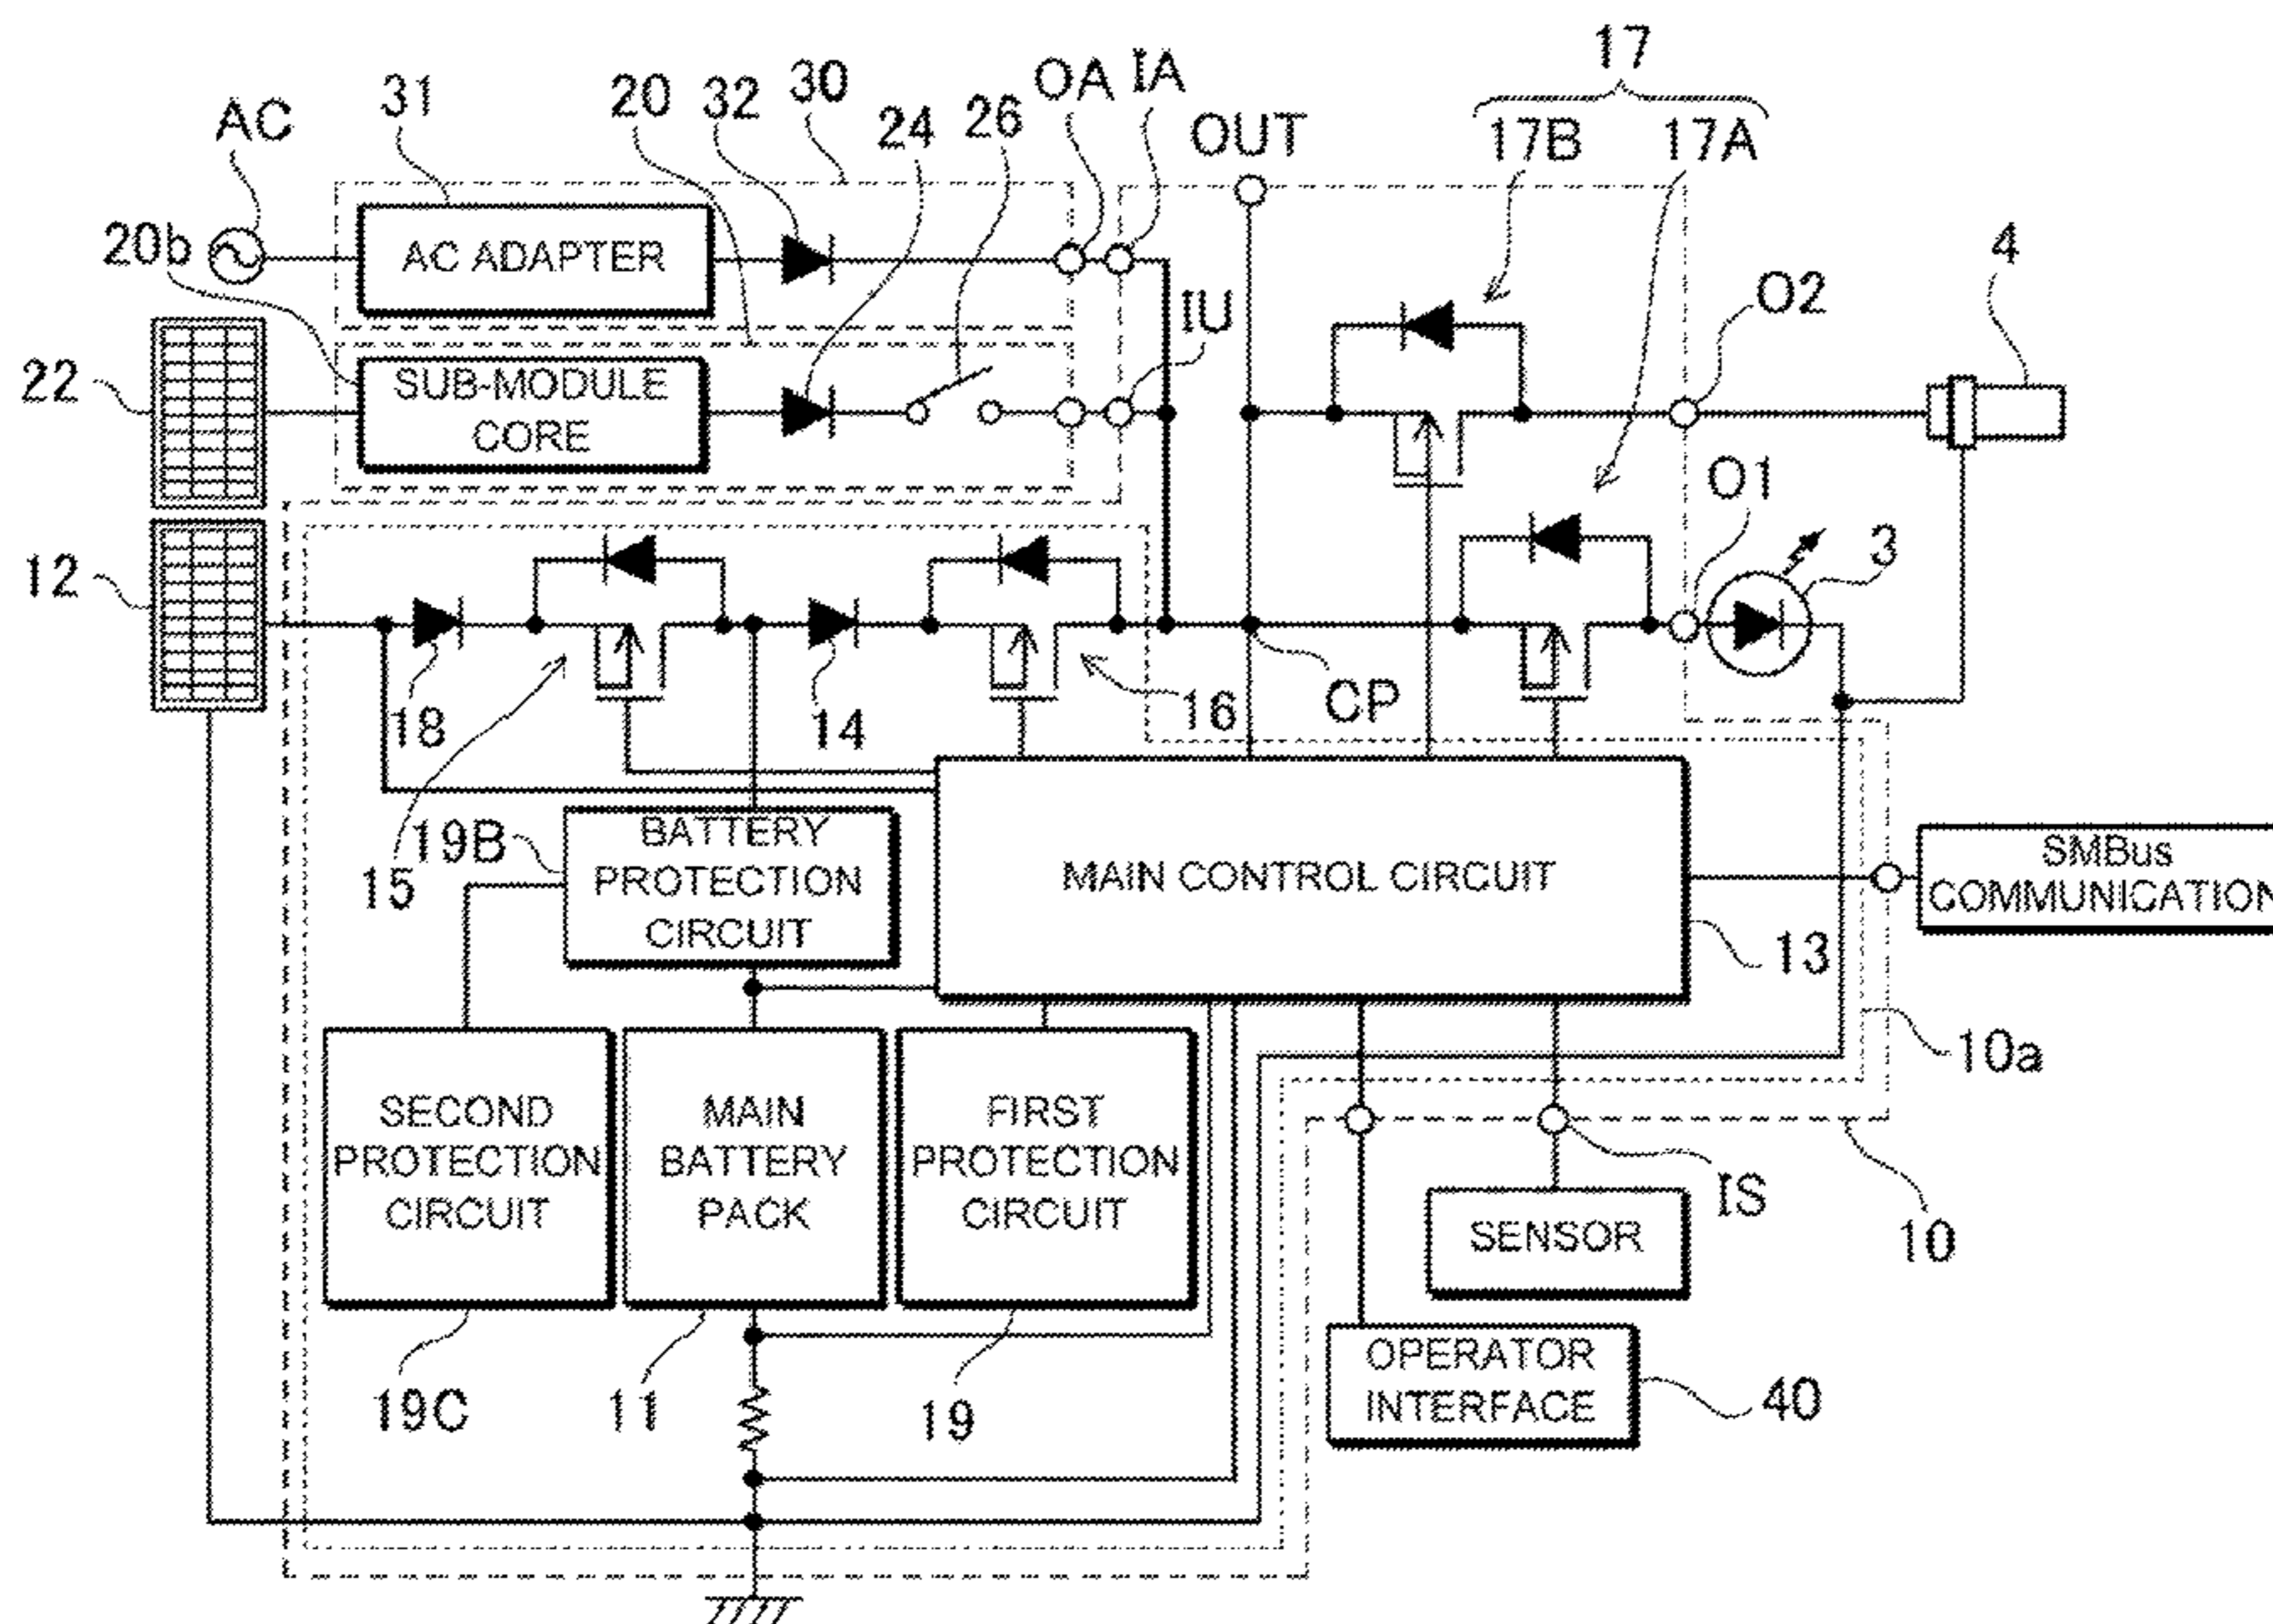 17
31
20
32
30
OA
IA
AC
24
26
OUT
17B
17A
20b
AC ADAPTER
4
IU
O2
22
SUB-MODULE
CORE
O1
12
3
18
14
16
CP
15
19B
BATTERY
PROTECTION
CIRCUIT
MAIN CONTROL CIRCUIT
SMBus
COMMUNICATION
13
10a
SECOND
PROTECTION
CIRCUIT
MAIN
BATTERY
PACK
FIRST
PROTECTION
CIRCUIT
IS
SENSOR
10
19C
11
19
OPERATOR
INTERFACE
40